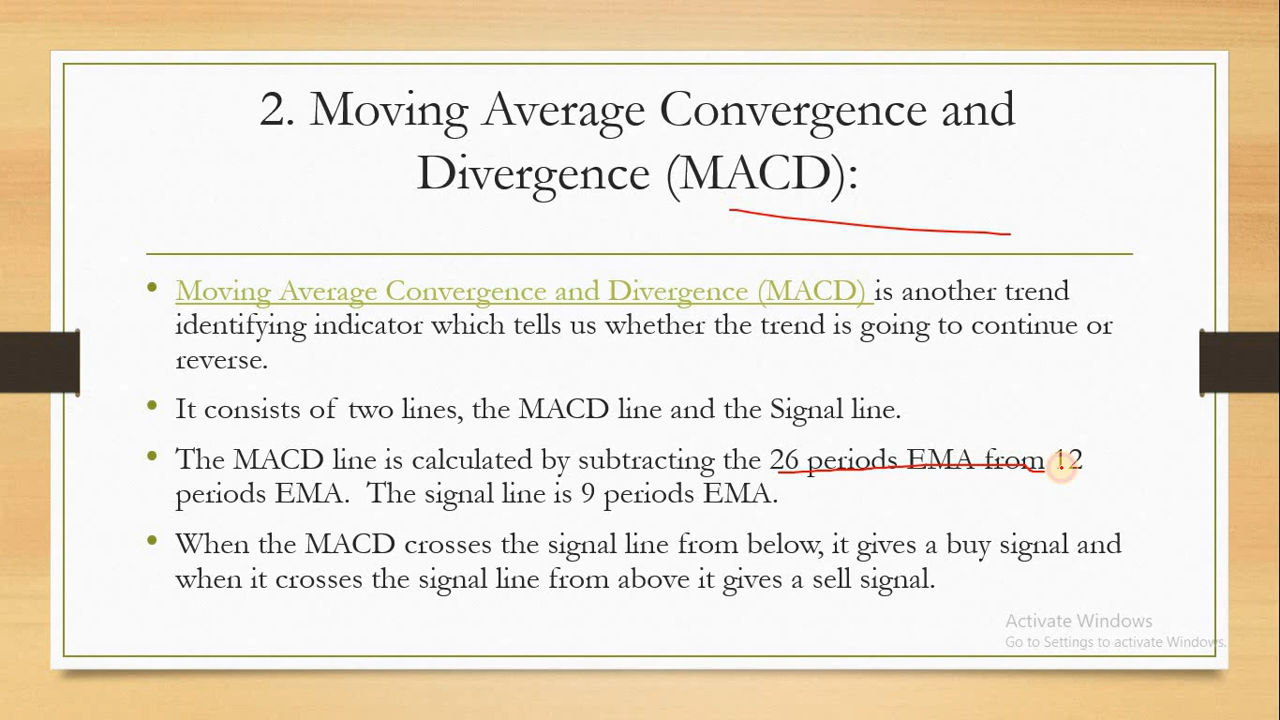 2. Moving Average Convergence and
Divergence (MACD):
• Moving Average Convergence and Divergence (MACD) is another trend
identifying indicator which tells us whether the trend is going to continue or
reverse.
• It consists of two lines, the MACD line and the Signal line.
• The MACD line is calculated by subtracting the 26 periods EMA from 12
periods EMA. The signal line is 9 periods EMA.
• When the MACD crosses the signal line from below, it gives a buy signal and
when it crosses the signal line from above it gives a sell signal.
Activate Windows
Go to Settings to activate Windows.